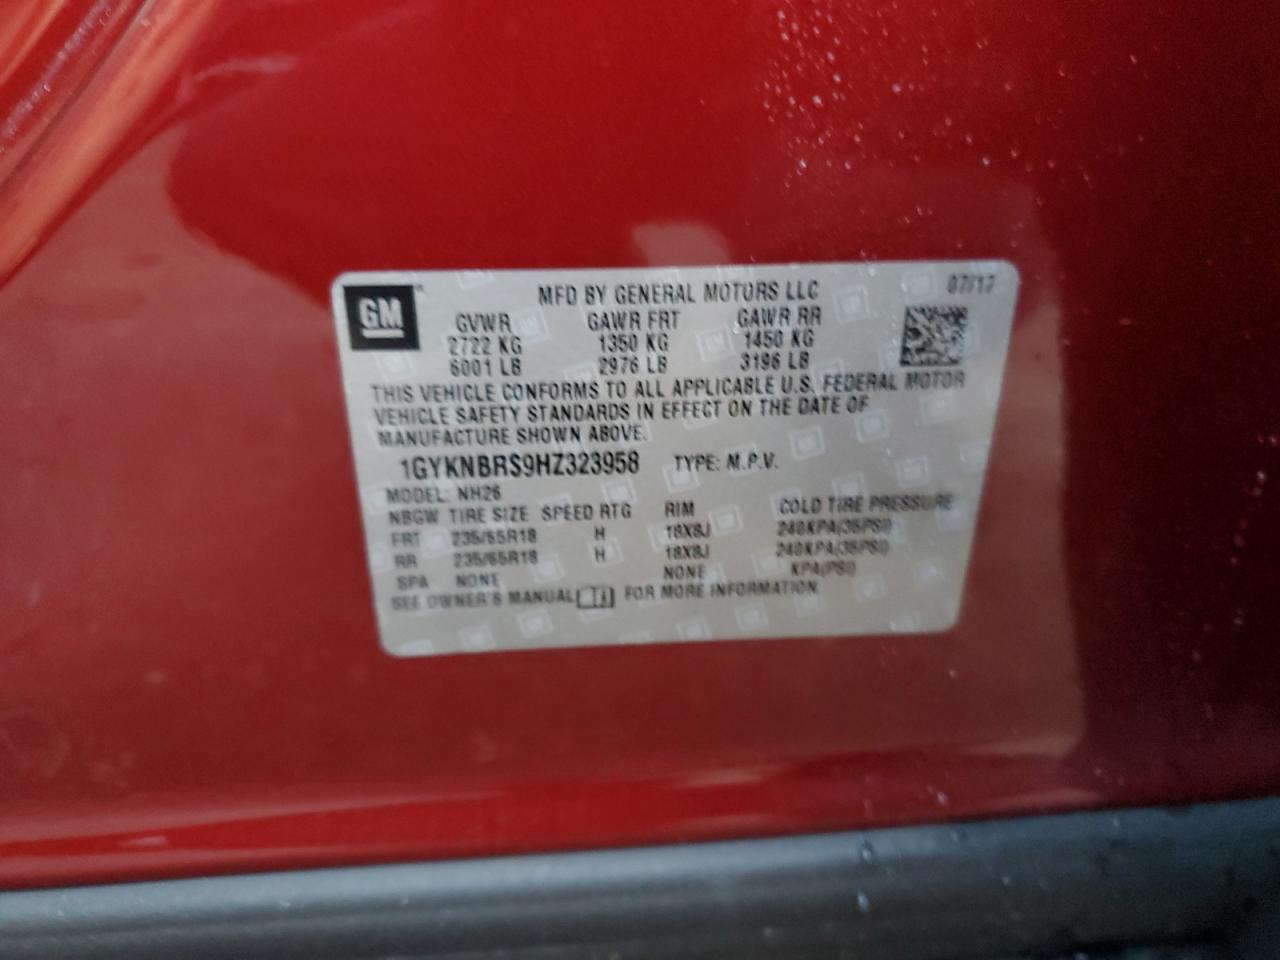 GM
MFD BY GENERAL MOTORS LLC 07/17
GVWR GAWR FRT GAWR RR
2722 KG 1350 KG 1450 KG
6001 LB 2976 LB 3196 LB
THIS VEHICLE CONFORMS TO ALL APPLICABLE U.S. FEDERAL MOTOR
VEHICLE SAFETY STANDARDS IN EFFECT ON THE DATE OF
MANUFACTURE SHOWN ABOVE.
1GYKNBRS9HZ323958 TYPE: M.P.V.
MODEL: NH26
NBGW TIRE SIZE SPEED RTG RIM COLD TIRE PRESSURE
FRT 235/65R18 H 18X8J 240KPA(35PSI)
RR 235/65R18 H 18X8J 240KPA(35PSI)
SPA NONE NONE KPA(PSI)
SEE OWNER'S MANUAL FOR MORE INFORMATION